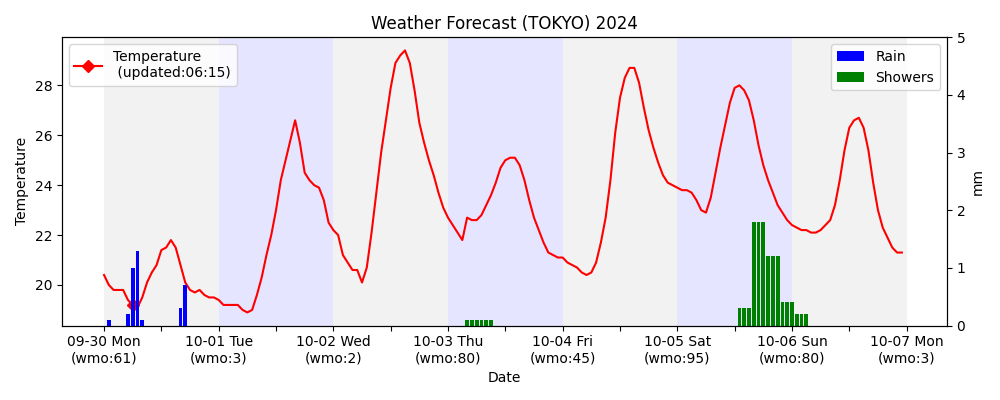 Weather Forecast (TOKYO) 2024
Temperature
(updated:06:15)
Rain
Showers
28
26
24
22
20
Temperature
5
4
3
2
1
0
mm
09-30 Mon
(wmo:61)
10-01 Tue
(wmo:3)
10-02 Wed
(wmo:2)
10-03 Thu
(wmo:80)
10-04 Fri
(wmo:45)
10-05 Sat
(wmo:95)
10-06 Sun
(wmo:80)
10-07 Mon
(wmo:3)
Date